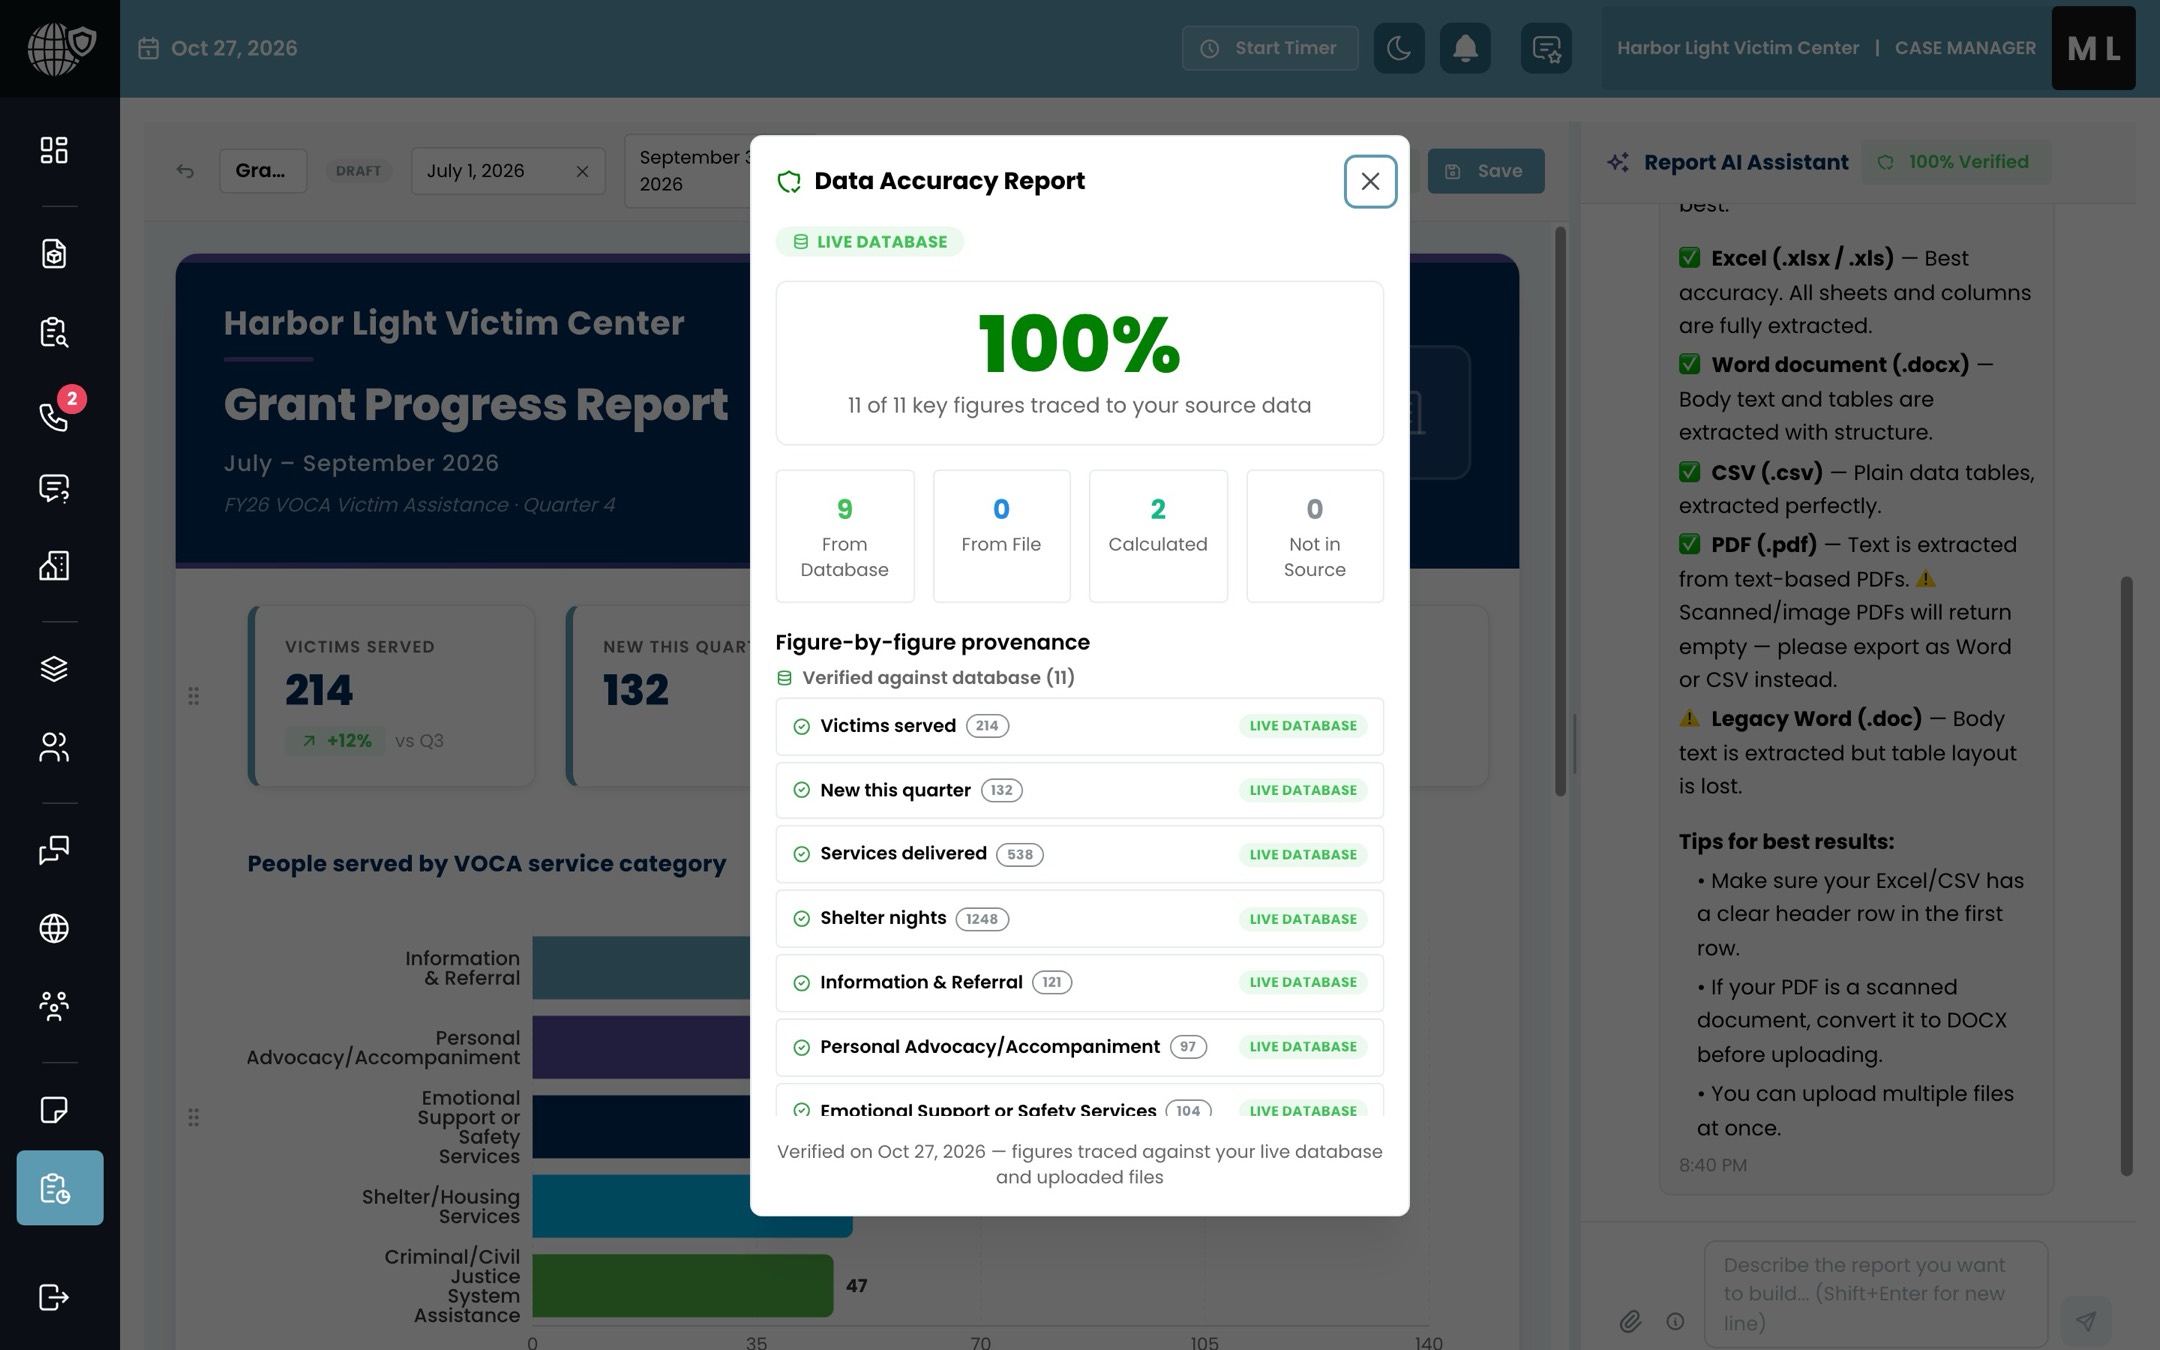 Oct 27, 2026
Start Timer
Harbor Light Victim Center | CASE MANAGER
M L
2
Gra...
DRAFT
July 1, 2026
September 3
2026
Save
Harbor Light Victim Center
Grant Progress Report
July – September 2026
FY26 VOCA Victim Assistance · Quarter 4
VICTIMS SERVED
214
+12% vs Q3
NEW THIS QUAR
132
People served by VOCA service category
Information
& Referral
Personal
Advocacy/Accompaniment
Emotional
Support or
Safety
Services
Shelter/Housing
Services
Criminal/Civil
Justice
System
Assistance
47
0 35 70 105 140
Data Accuracy Report
LIVE DATABASE
100%
11 of 11 key figures traced to your source data
9
From
Database
0
From File
2
Calculated
0
Not in
Source
Figure-by-figure provenance
Verified against database (11)
Victims served 214 LIVE DATABASE
New this quarter 132 LIVE DATABASE
Services delivered 538 LIVE DATABASE
Shelter nights 1248 LIVE DATABASE
Information & Referral 121 LIVE DATABASE
Personal Advocacy/Accompaniment 97 LIVE DATABASE
Emotional Support or Safety Services 104 LIVE DATABASE
Verified on Oct 27, 2026 — figures traced against your live database
and uploaded files
Report AI Assistant
100% Verified
best.
Excel (.xlsx / .xls) — Best
accuracy. All sheets and columns
are fully extracted.
Word document (.docx) —
Body text and tables are
extracted with structure.
CSV (.csv) — Plain data tables,
extracted perfectly.
PDF (.pdf) — Text is extracted
from text-based PDFs.
Scanned/image PDFs will return
empty — please export as Word
or CSV instead.
Legacy Word (.doc) — Body
text is extracted but table layout
is lost.
Tips for best results:
• Make sure your Excel/CSV has
a clear header row in the first
row.
• If your PDF is a scanned
document, convert it to DOCX
before uploading.
• You can upload multiple files
at once.
8:40 PM
Describe the report you want
to build... (Shift+Enter for new
line)